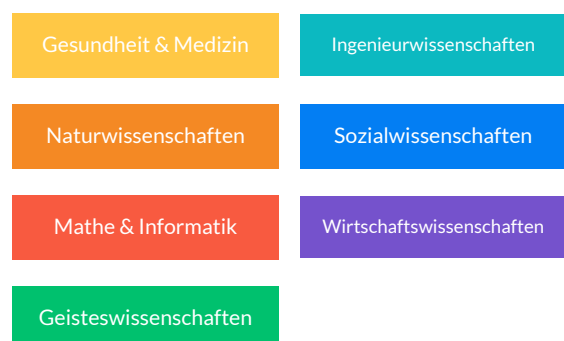 Gesundheit & Medizin
Ingenieurwissenschaften
Naturwissenschaften
Sozialwissenschaften
Mathe & Informatik
Wirtschaftswissenschaften
Geisteswissenschaften